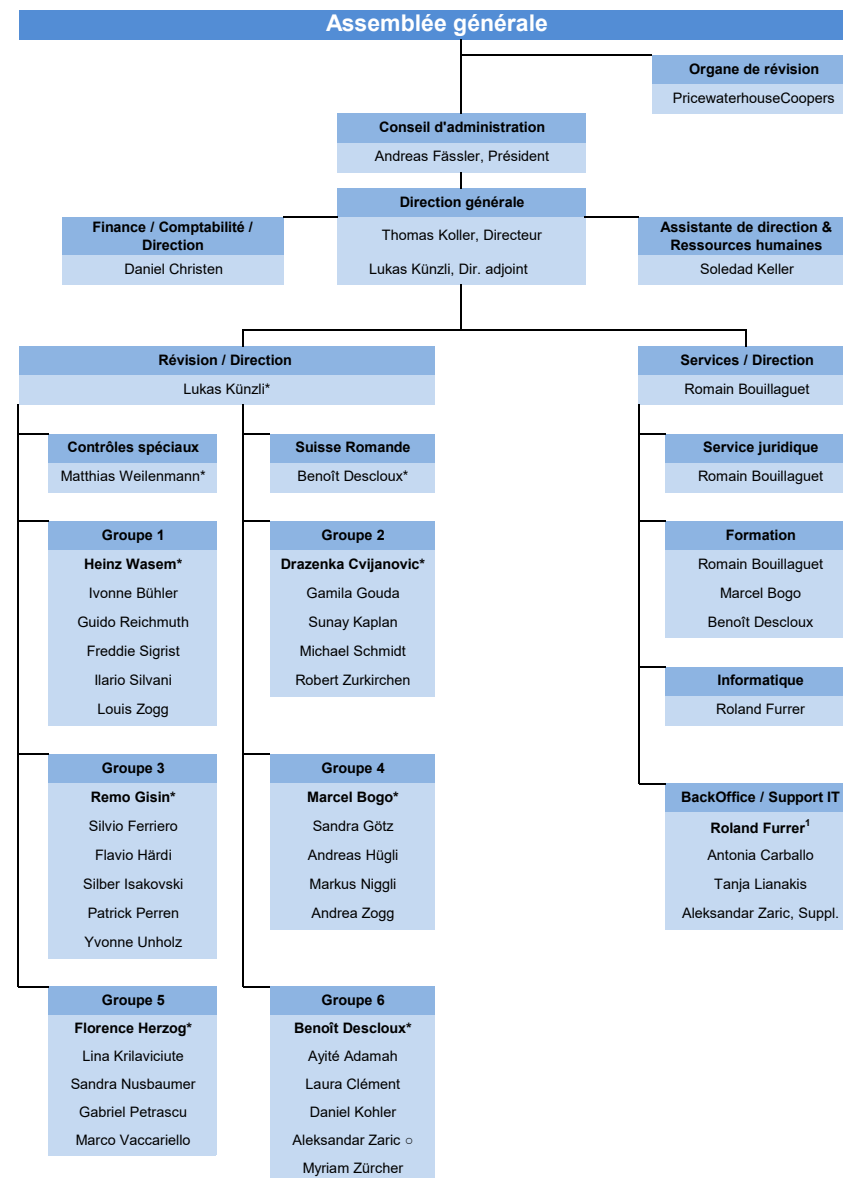 Assemblée générale
Organe de révision
PricewaterhouseCoopers
Conseil d'administration
Andreas Fässler, Président
Direction générale
Thomas Koller, Directeur
Lukas Künzli, Dir. adjoint
Finance / Comptabilité /
Direction
Daniel Christen
Assistante de direction &
Ressources humaines
Soledad Keller
Révision / Direction
Lukas Künzli*
Services / Direction
Romain Bouillaguet
Contrôles spéciaux
Matthias Weilenmann*
Suisse Romande
Benoît Descloux*
Service juridique
Romain Bouillaguet
Groupe 1
Heinz Wasem*
Ivonne Bühler
Guido Reichmuth
Freddie Sigrist
Ilario Silvani
Louis Zogg
Groupe 2
Drazenka Cvijanovic*
Gamila Gouda
Sunay Kaplan
Michael Schmidt
Robert Zurkirchen
Formation
Romain Bouillaguet
Marcel Bogo
Benoît Descloux
Informatique
Roland Furrer
Groupe 3
Remo Gisin*
Silvio Ferriero
Flavio Härdi
Silber Isakovski
Patrick Perren
Yvonne Unholz
Groupe 4
Marcel Bogo*
Sandra Götz
Andreas Hügli
Markus Niggli
Andrea Zogg
BackOffice / Support IT
Roland Furrer¹
Antonia Carballo
Tanja Lianakis
Aleksandar Zaric, Suppl.
Groupe 5
Florence Herzog*
Lina Krilaviciute
Sandra Nusbaumer
Gabriel Petrascu
Marco Vaccariello
Groupe 6
Benoît Descloux*
Ayité Adamah
Laura Clément
Daniel Kohler
Aleksandar Zaric ○
Myriam Zürcher